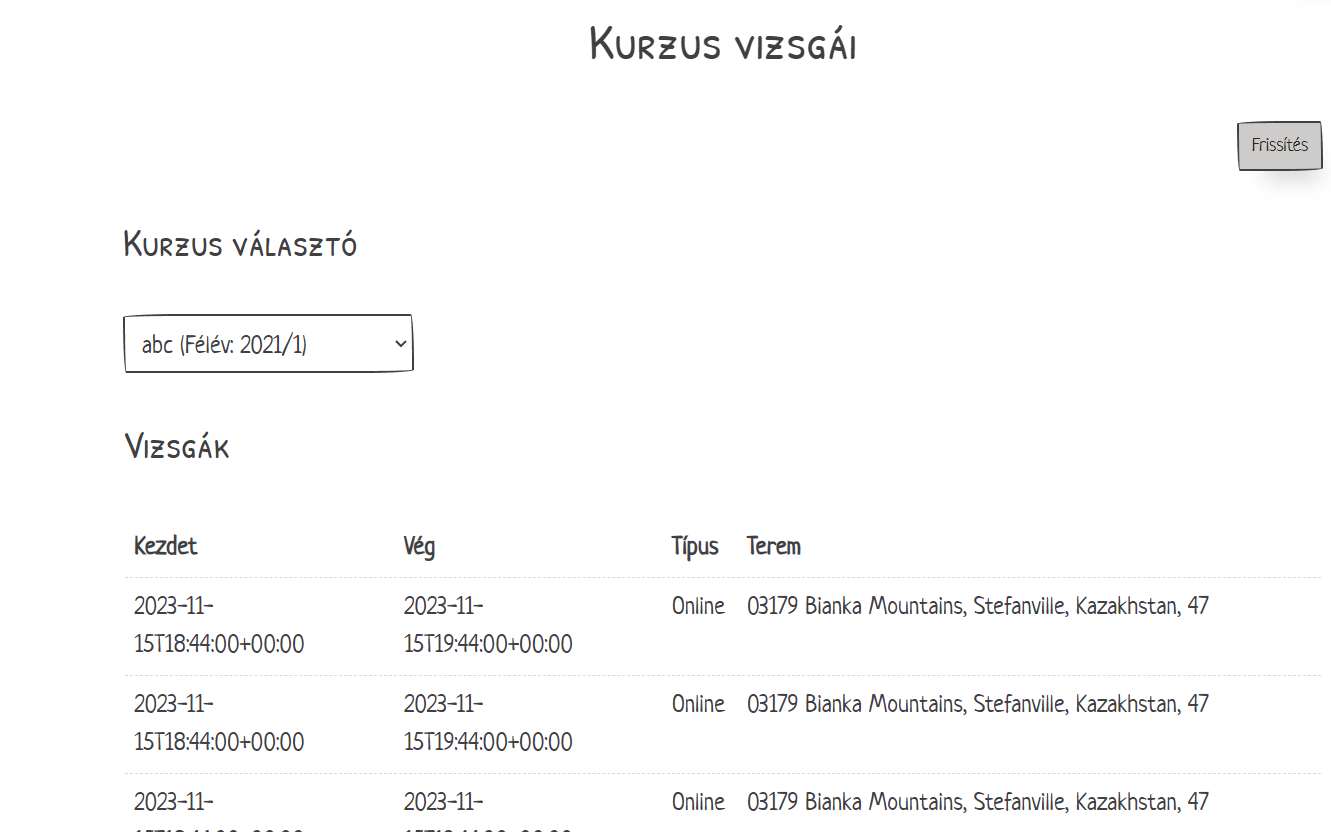 Kurzus vizsgái
Frissítés
Kurzus választó
abc (Félév: 2021/1)
Vizsgák
Kezdet Vég Típus Terem
2023-11- 2023-11- Online 03179 Bianka Mountains, Stefanville, Kazakhstan, 47
15T18:44:00+00:00 15T19:44:00+00:00
2023-11- 2023-11- Online 03179 Bianka Mountains, Stefanville, Kazakhstan, 47
15T18:44:00+00:00 15T19:44:00+00:00
2023-11- 2023-11- Online 03179 Bianka Mountains, Stefanville, Kazakhstan, 47